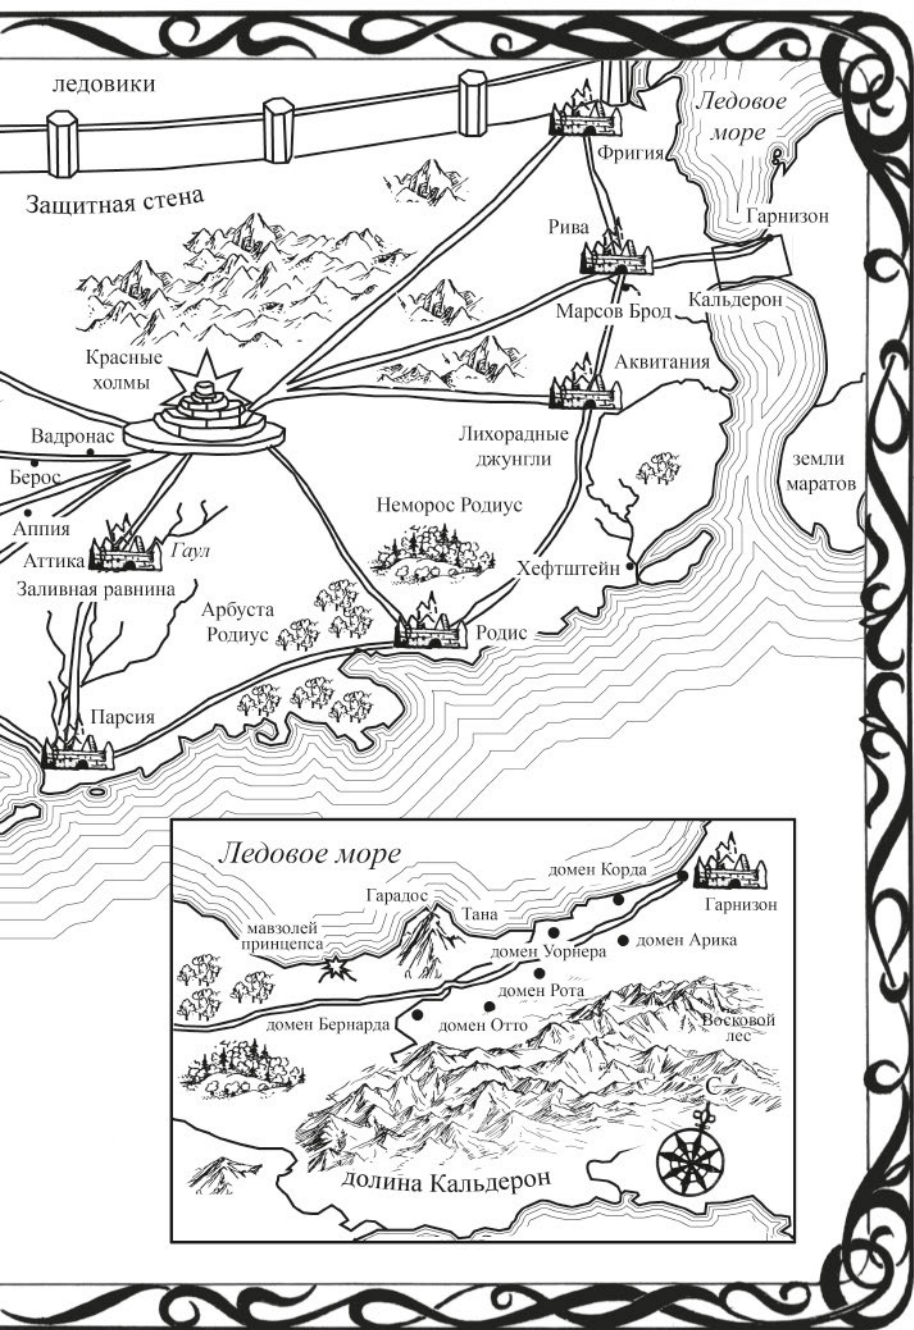 ледовики
Ледовое
море
Фригия
Защитная стена
Гарнизон
Рива
Кальдерон
Марсов Брод
Красные
холмы
Аквитания
Вадронас
Лихорадные
джунгли
Берос
земли
маратов
Аппия
Неморос Родиус
Аттика
Гаул
Хефтштейн
Заливная равнина
Арбуста
Родиус
Родис
Парсия
Ледовое море
домен Корда
Гарадос
Тана
Гарнизон
мавзолей
принцепса
домен Арика
домен Уорнера
домен Рота
домен Бернарда
домен Отто
Восковой
лес
С
долина Кальдерон